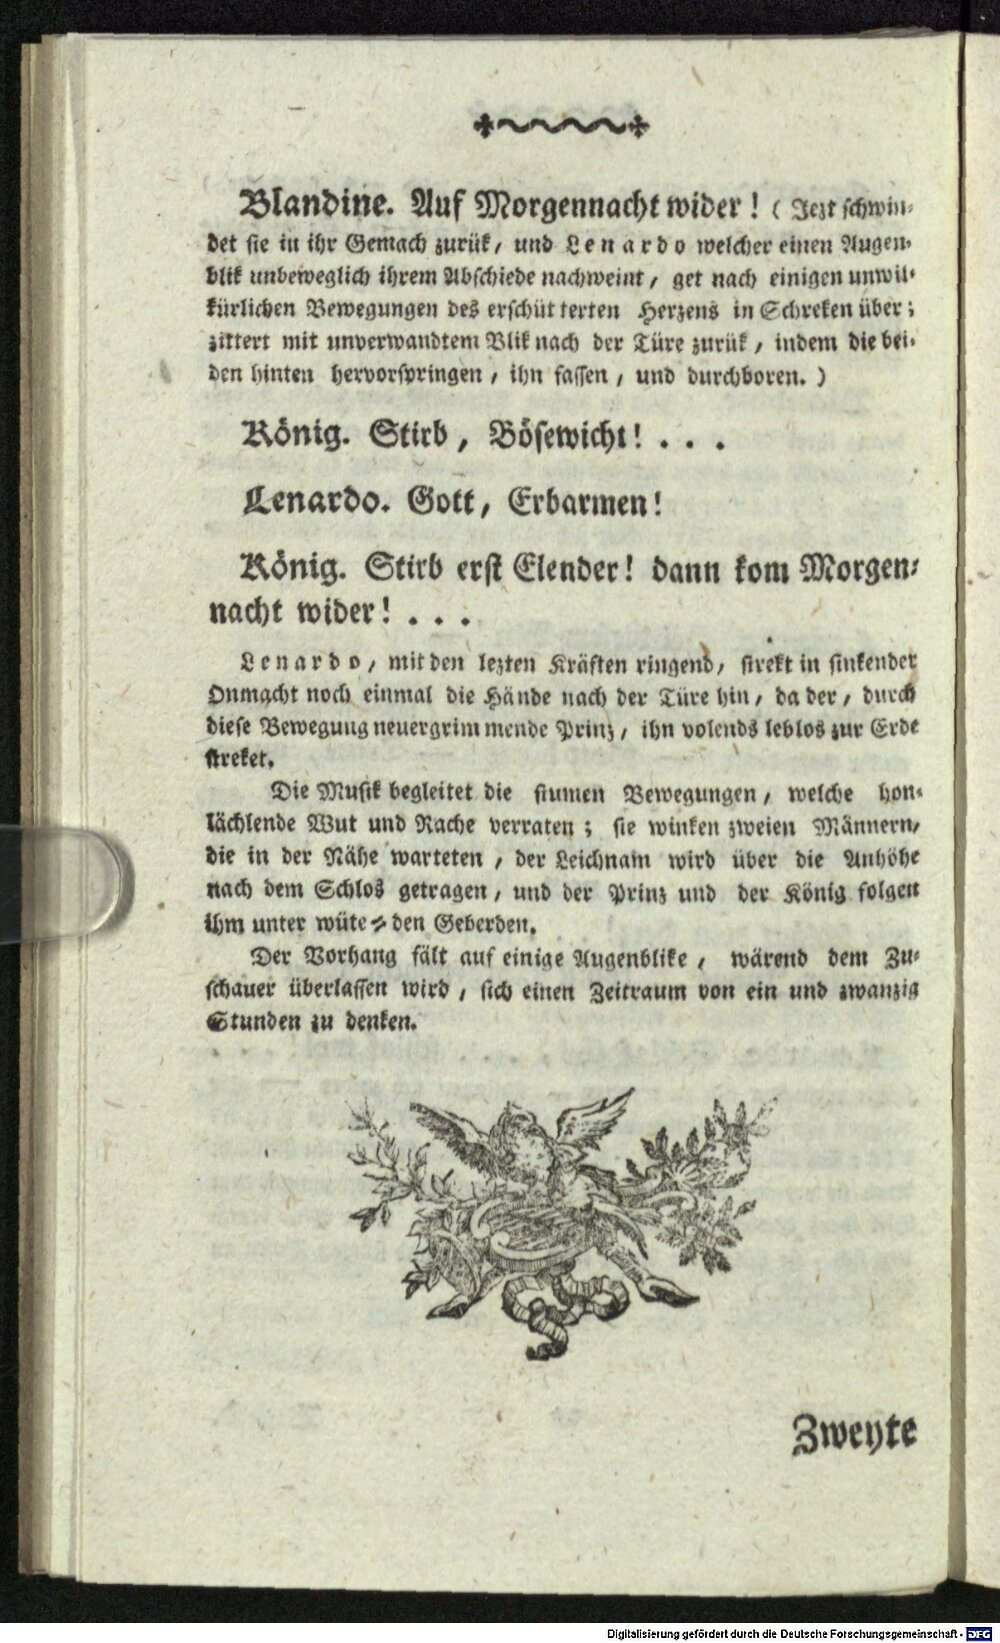 Blandine. Auf Morgennacht wider! ( Jezt schwin-
det sie in ihr Gemach zurük, und Lenardo welcher einen Augen-
blik unbeweglich ihrem Abschiede nachweint, get nach einigen unwil-
kürlichen Bewegungen des erschüt terten Herzens in Schreken über;
zittert mit unverwandtem Blik nach der Türe zurük, indem die bei-
den hinten hervorspringen, ihn fassen, und durchboren. )
König. Stirb, Bösewicht! . . .
Lenardo. Gott, Erbarmen!
König. Stirb erst Elender! dann kom Morgen-
nacht wider! . . .
Lenardo, mit den lezten Kräften ringend, strekt in sinkender
Onmacht noch einmal die Hände nach der Türe hin, da der, durch
diese Bewegung neuergrim mende Prinz, ihn volends leblos zur Erde
streket.
Die Musik begleitet die stumen Bewegungen, welche hon-
lächlende Wut und Rache verraten; sie winken zweien Männern,
die in der Nähe warteten, der Leichnam wird über die Anhöhe
nach dem Schlos getragen, und der Prinz und der König folgen
ihm unter wüte-den Geberden.
Der Vorhang fält auf einige Augenblike, wärend dem Zu-
schauer überlassen wird, sich einen Zeitraum von ein und zwanzig
Stunden zu denken.
Zweyte
Digitalisierung gefördert durch die Deutsche Forschungsgemeinschaft - DFG